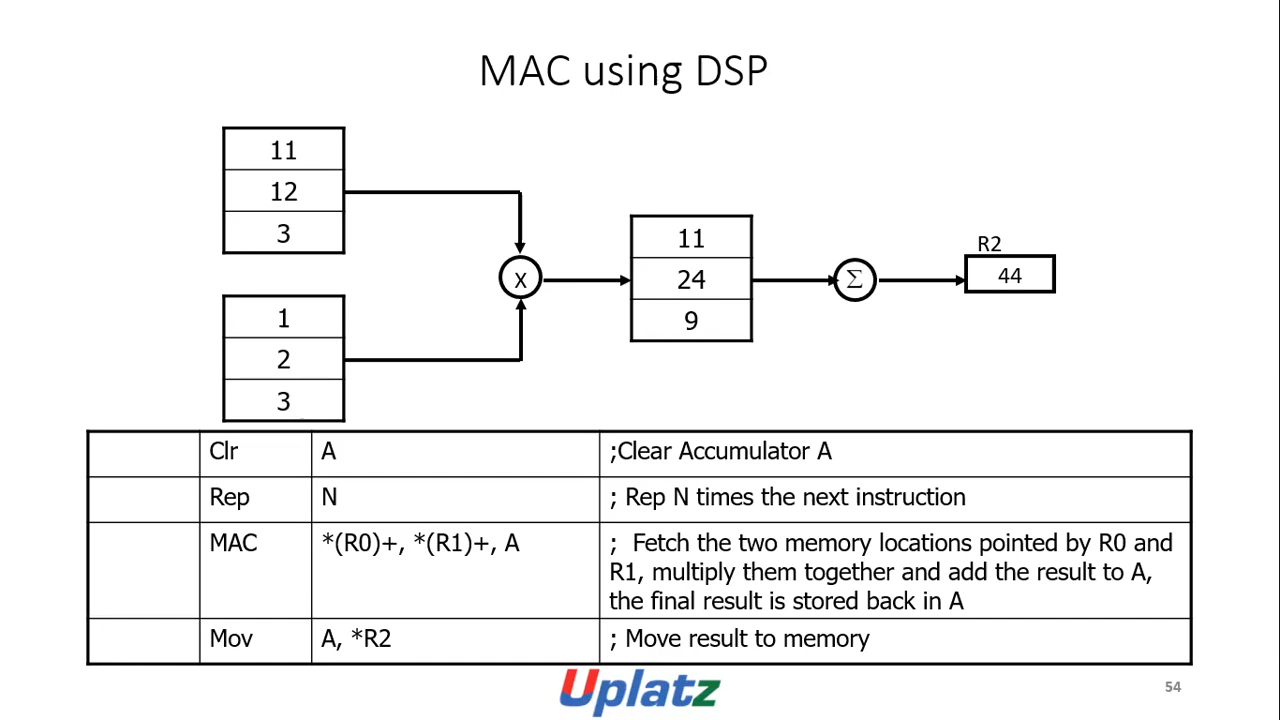 MAC using DSP
11
12
3
1
2
3
X
11
24
9
Σ
R2
44
Clr A ;Clear Accumulator A
Rep N ; Rep N times the next instruction
MAC *(R0)+, *(R1)+, A ; Fetch the two memory locations pointed by R0 and
R1, multiply them together and add the result to A,
the final result is stored back in A
Mov A, *R2 ; Move result to memory
Uplatz
54